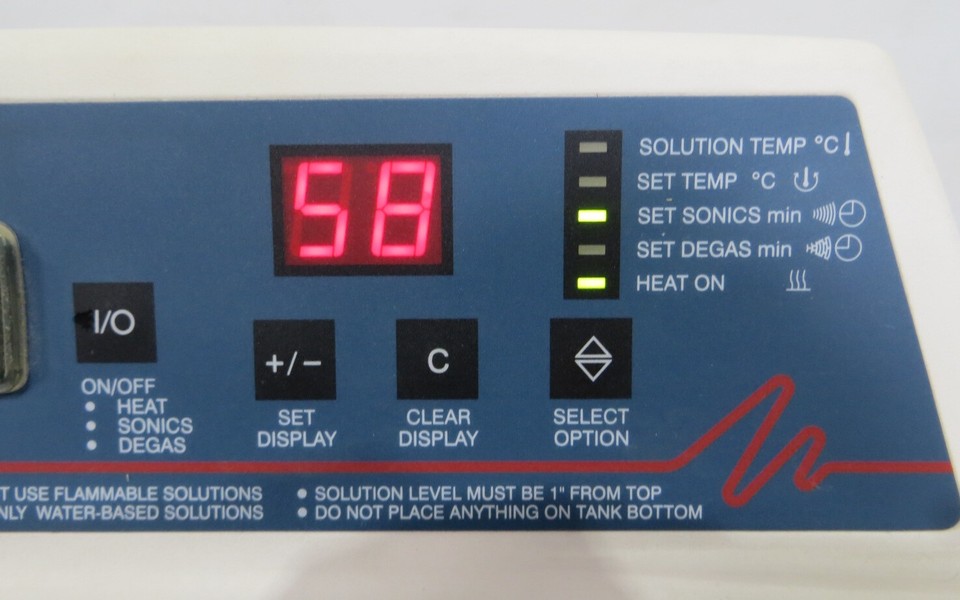 58
SOLUTION TEMP °C
SET TEMP °C
SET SONICS min
SET DEGAS min
HEAT ON
I/O
+/−
C
ON/OFF
• HEAT
• SONICS
• DEGAS
SET
DISPLAY
CLEAR
DISPLAY
SELECT
OPTION
USE FLAMMABLE SOLUTIONS
WATER-BASED SOLUTIONS
• SOLUTION LEVEL MUST BE 1" FROM TOP
• DO NOT PLACE ANYTHING ON TANK BOTTOM